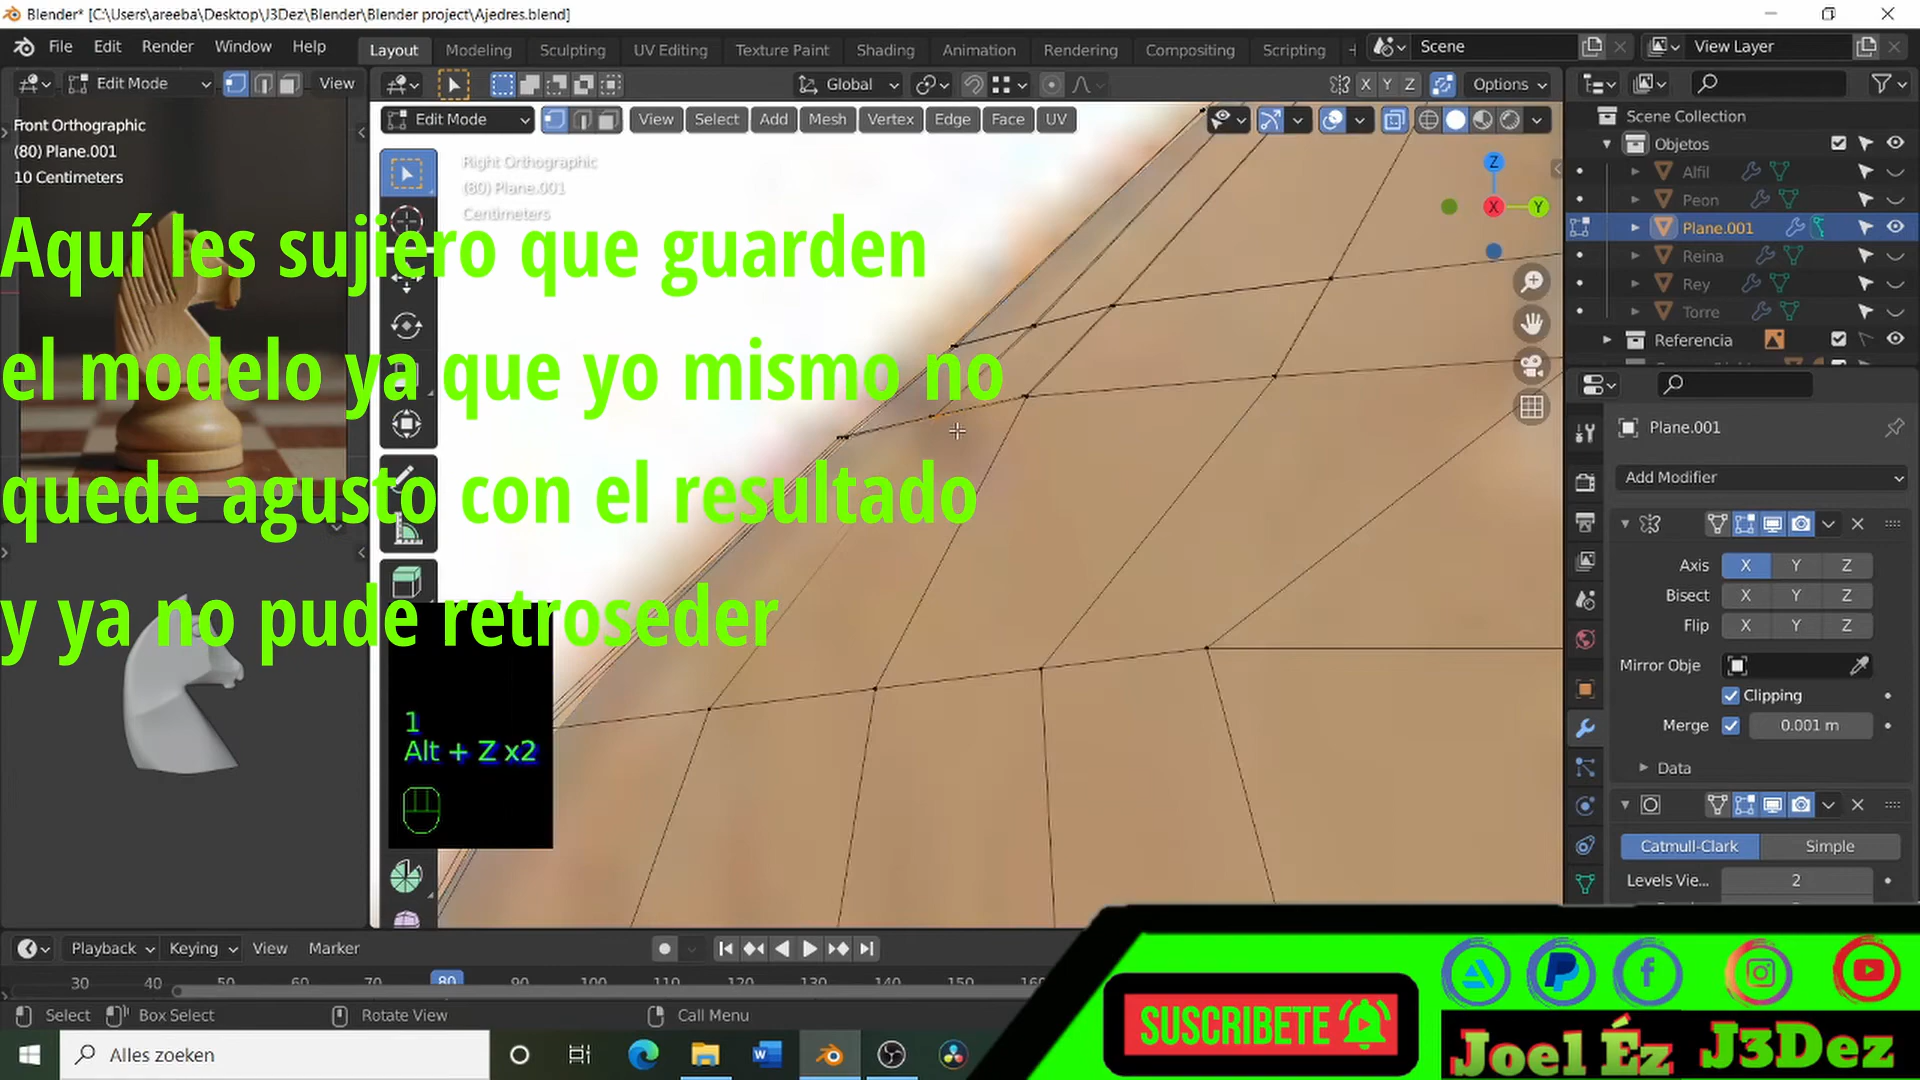 Blender* [C:\Users\areeba\Desktop\J3Dez\Blender\Blender project\Ajedres.blend]
File Edit Render Window Help Layout Modeling Sculpting UV Editing Texture Paint Shading Animation Rendering Compositing Scripting Scene View Layer
Edit Mode View Global X Y Z Options
Edit Mode View Select Add Mesh Vertex Edge Face UV
Front Orthographic
(80) Plane.001
10 Centimeters
Right Orthographic
(80) Plane.001
Centimeters
Z
X
Y
Aquí les sujiero que guarden
el modelo ya que yo mismo no
quede agusto con el resultado
y ya no pude retroseder
1
Alt + Z x2
Scene Collection
Objetos
Alfil
Peon
Plane.001
Reina
Rey
Torre
Referencia
Plane.001
Add Modifier
Axis X Y Z
Bisect X Y Z
Flip X Y Z
Mirror Obje
Clipping
Merge 0.001 m
Data
Catmull-Clark Simple
Levels Vie... 2
Playback Keying View Marker
30 40 50 60 70 80 90 100 110 120 130 140 150 160
Select Box Select Rotate View Call Menu
Alles zoeken
SUSCRIBETE
Joel Éz J3Dez